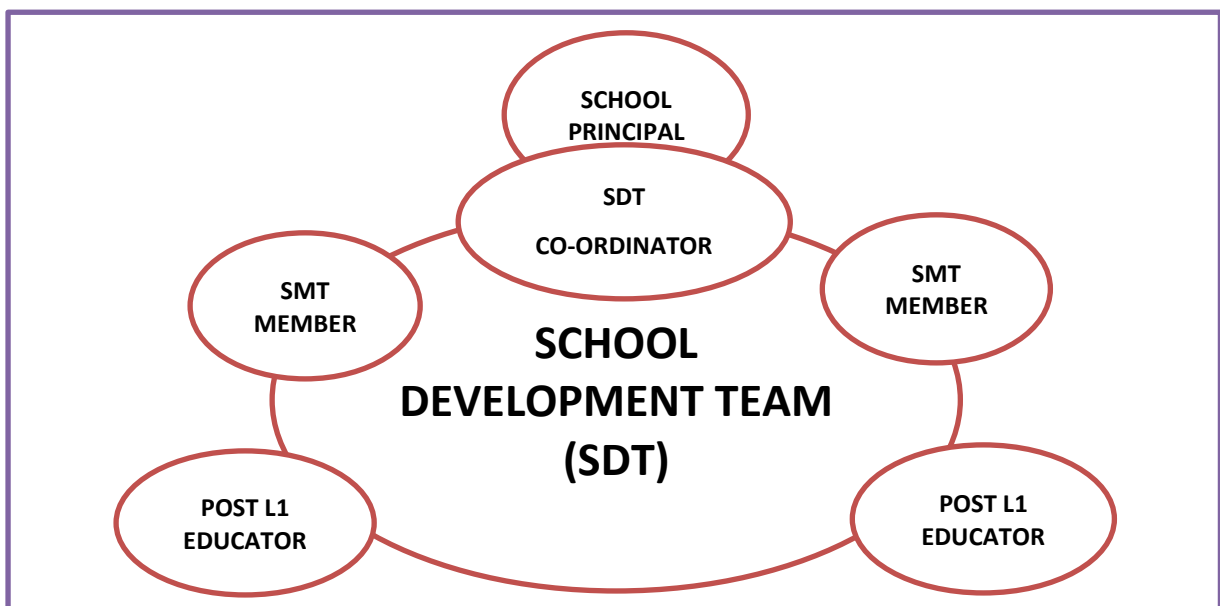 SCHOOL
PRINCIPAL
SDT
CO-ORDINATOR
SMT
MEMBER
SMT
MEMBER
SCHOOL
DEVELOPMENT TEAM
(SDT)
POST L1
EDUCATOR
POST L1
EDUCATOR